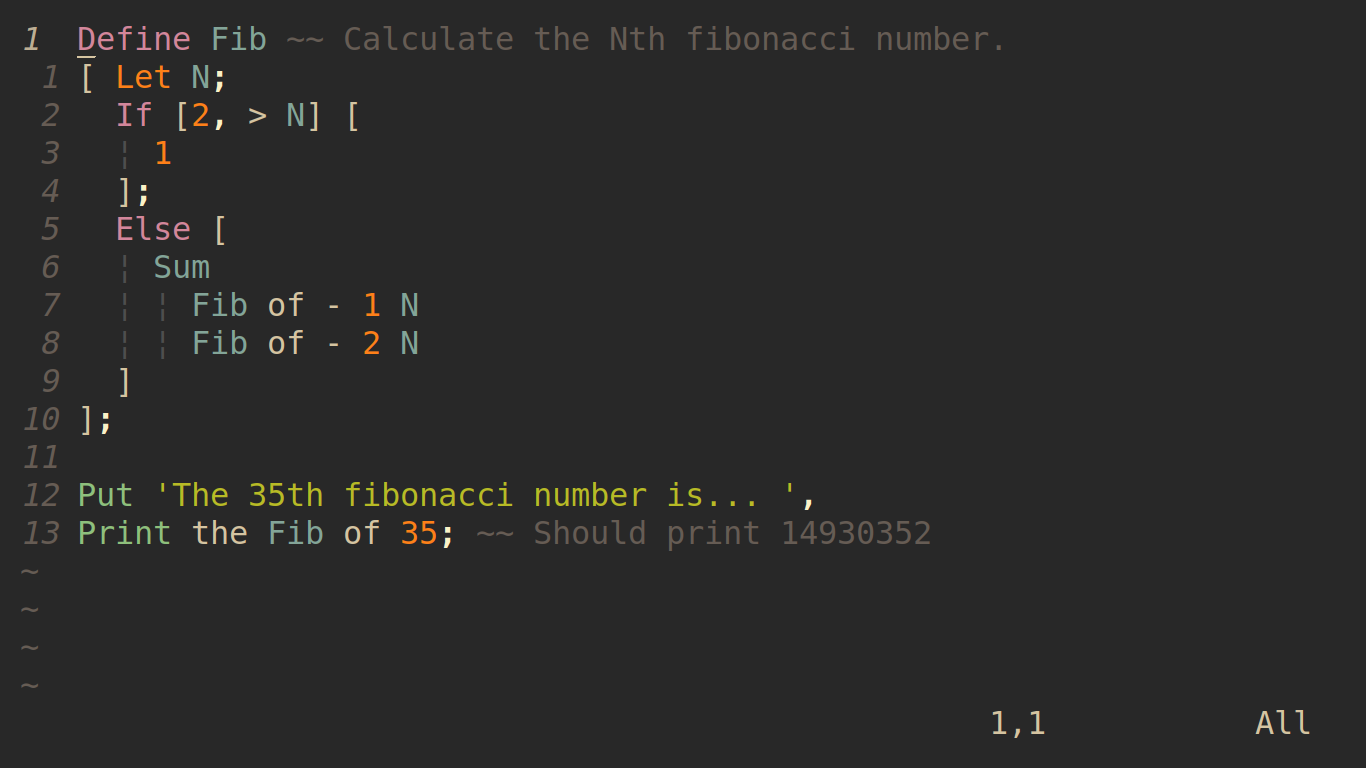 1  Define Fib ~~ Calculate the Nth fibonacci number.
 1 [ Let N;
 2   If [2, > N] [
 3   ¦ 1
 4   ];
 5   Else [
 6   ¦ Sum
 7   ¦ ¦ Fib of - 1 N
 8   ¦ ¦ Fib of - 2 N
 9   ]
10 ];
11
12 Put 'The 35th fibonacci number is... ',
13 Print the Fib of 35; ~~ Should print 14930352
~
~
~
~
1,1 All